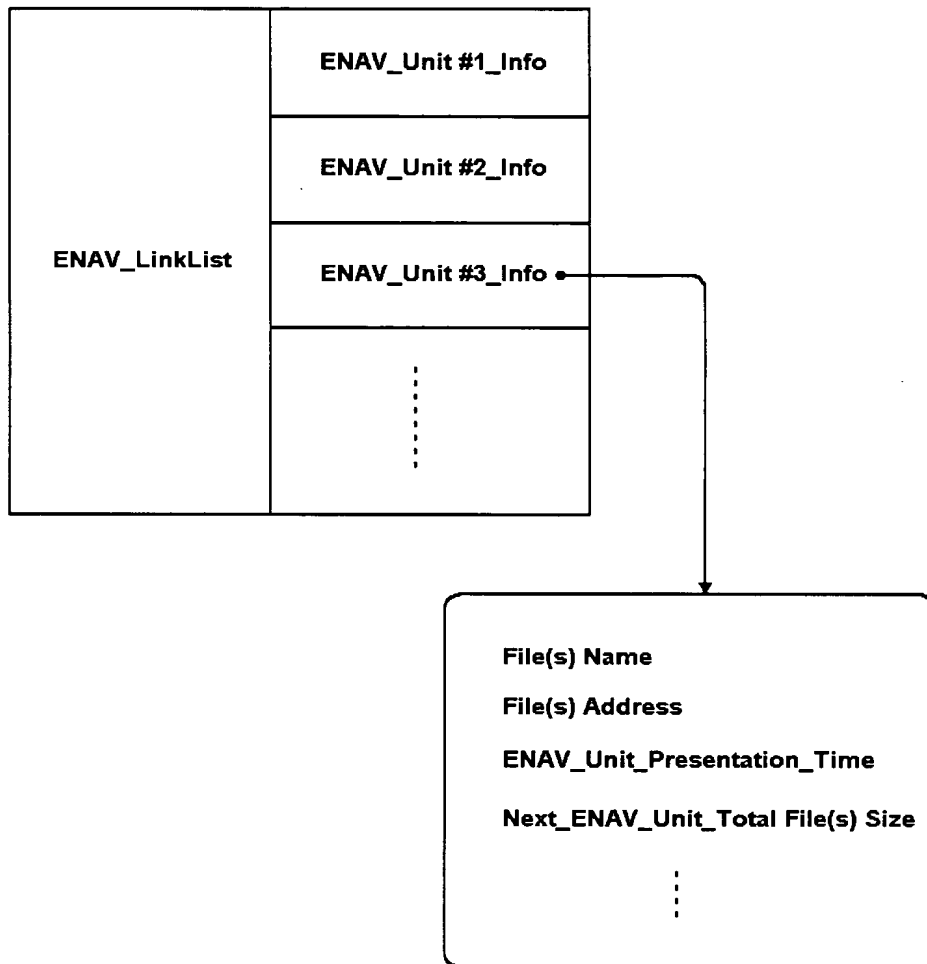 ENAV_Unit #1_Info
ENAV_Unit #2_Info
ENAV_LinkList
ENAV_Unit #3_Info
File(s) Name
File(s) Address
ENAV_Unit_Presentation_Time
Next_ENAV_Unit_Total File(s) Size